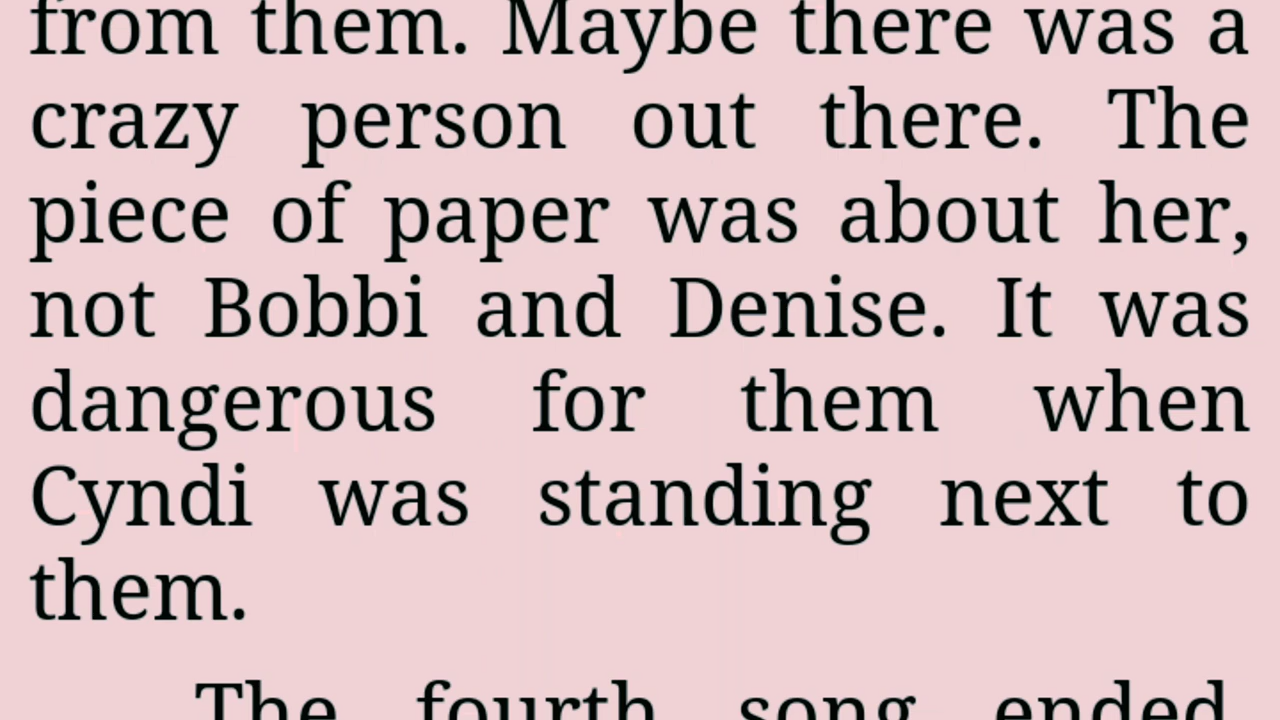 from them. Maybe there was a
crazy person out there. The
piece of paper was about her,
not Bobbi and Denise. It was
dangerous for them when
Cyndi was standing next to
them.
The fourth song ended